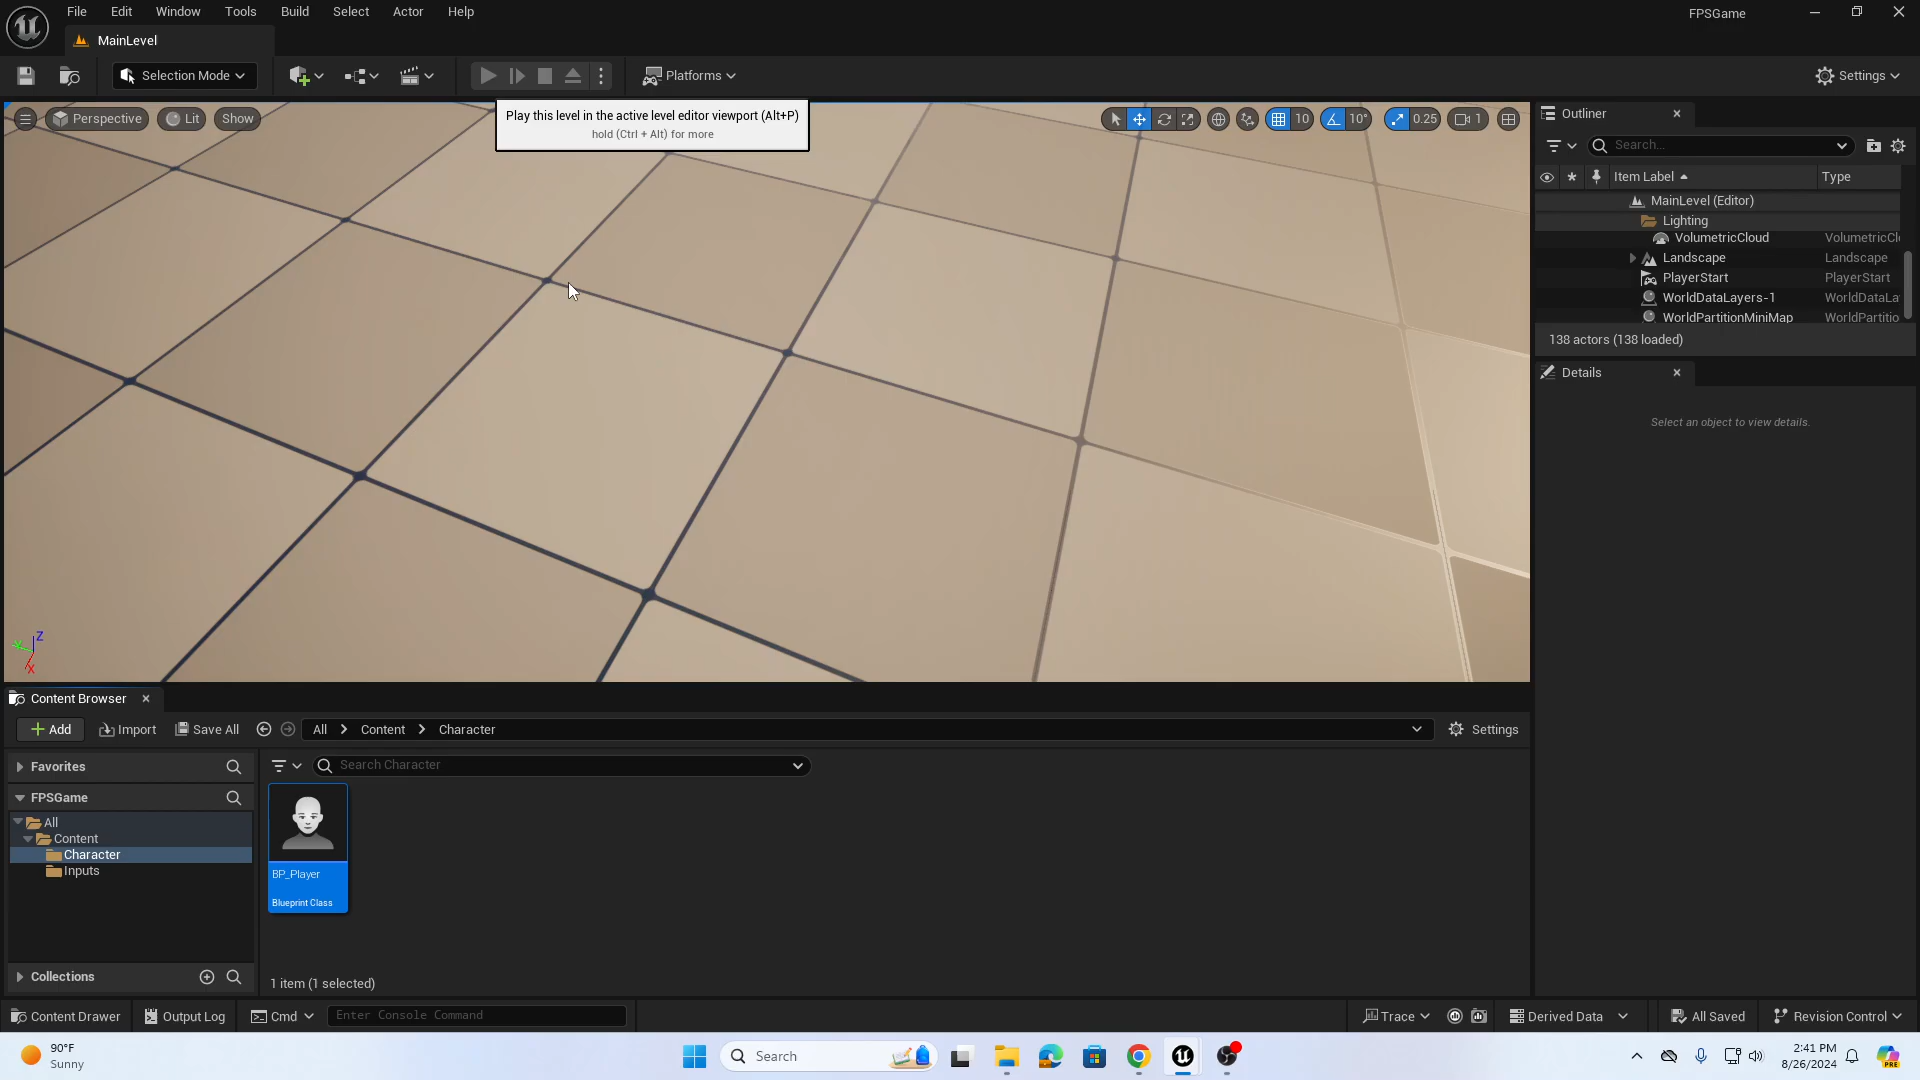 File Edit Window Tools Build Select Actor Help
FPSGame
MainLevel
Selection Mode
Platforms
Settings
Perspective
Lit
Show
Play this level in the active level editor viewport (Alt+P)
hold (Ctrl + Alt) for more
10
10°
0.25
1
Outliner
Search...
Item Label
Type
MainLevel (Editor)
Lighting
VolumetricCloud VolumetricCl
Landscape Landscape
PlayerStart PlayerStart
WorldDataLayers-1 WorldDataLa
WorldPartitionMiniMap WorldPartitio
138 actors (138 loaded)
Details
Select an object to view details.
Z
X
Content Browser
Add
Import
Save All
All
Content
Character
Settings
Favorites
Search Character
FPSGame
All
Content
Character
Inputs
BP_Player
Blueprint Class
Collections
1 item (1 selected)
Content Drawer
Output Log
Cmd
Enter Console Command
Trace
Derived Data
All Saved
Revision Control
90°F
Sunny
Search
2:41 PM
8/26/2024
PRE